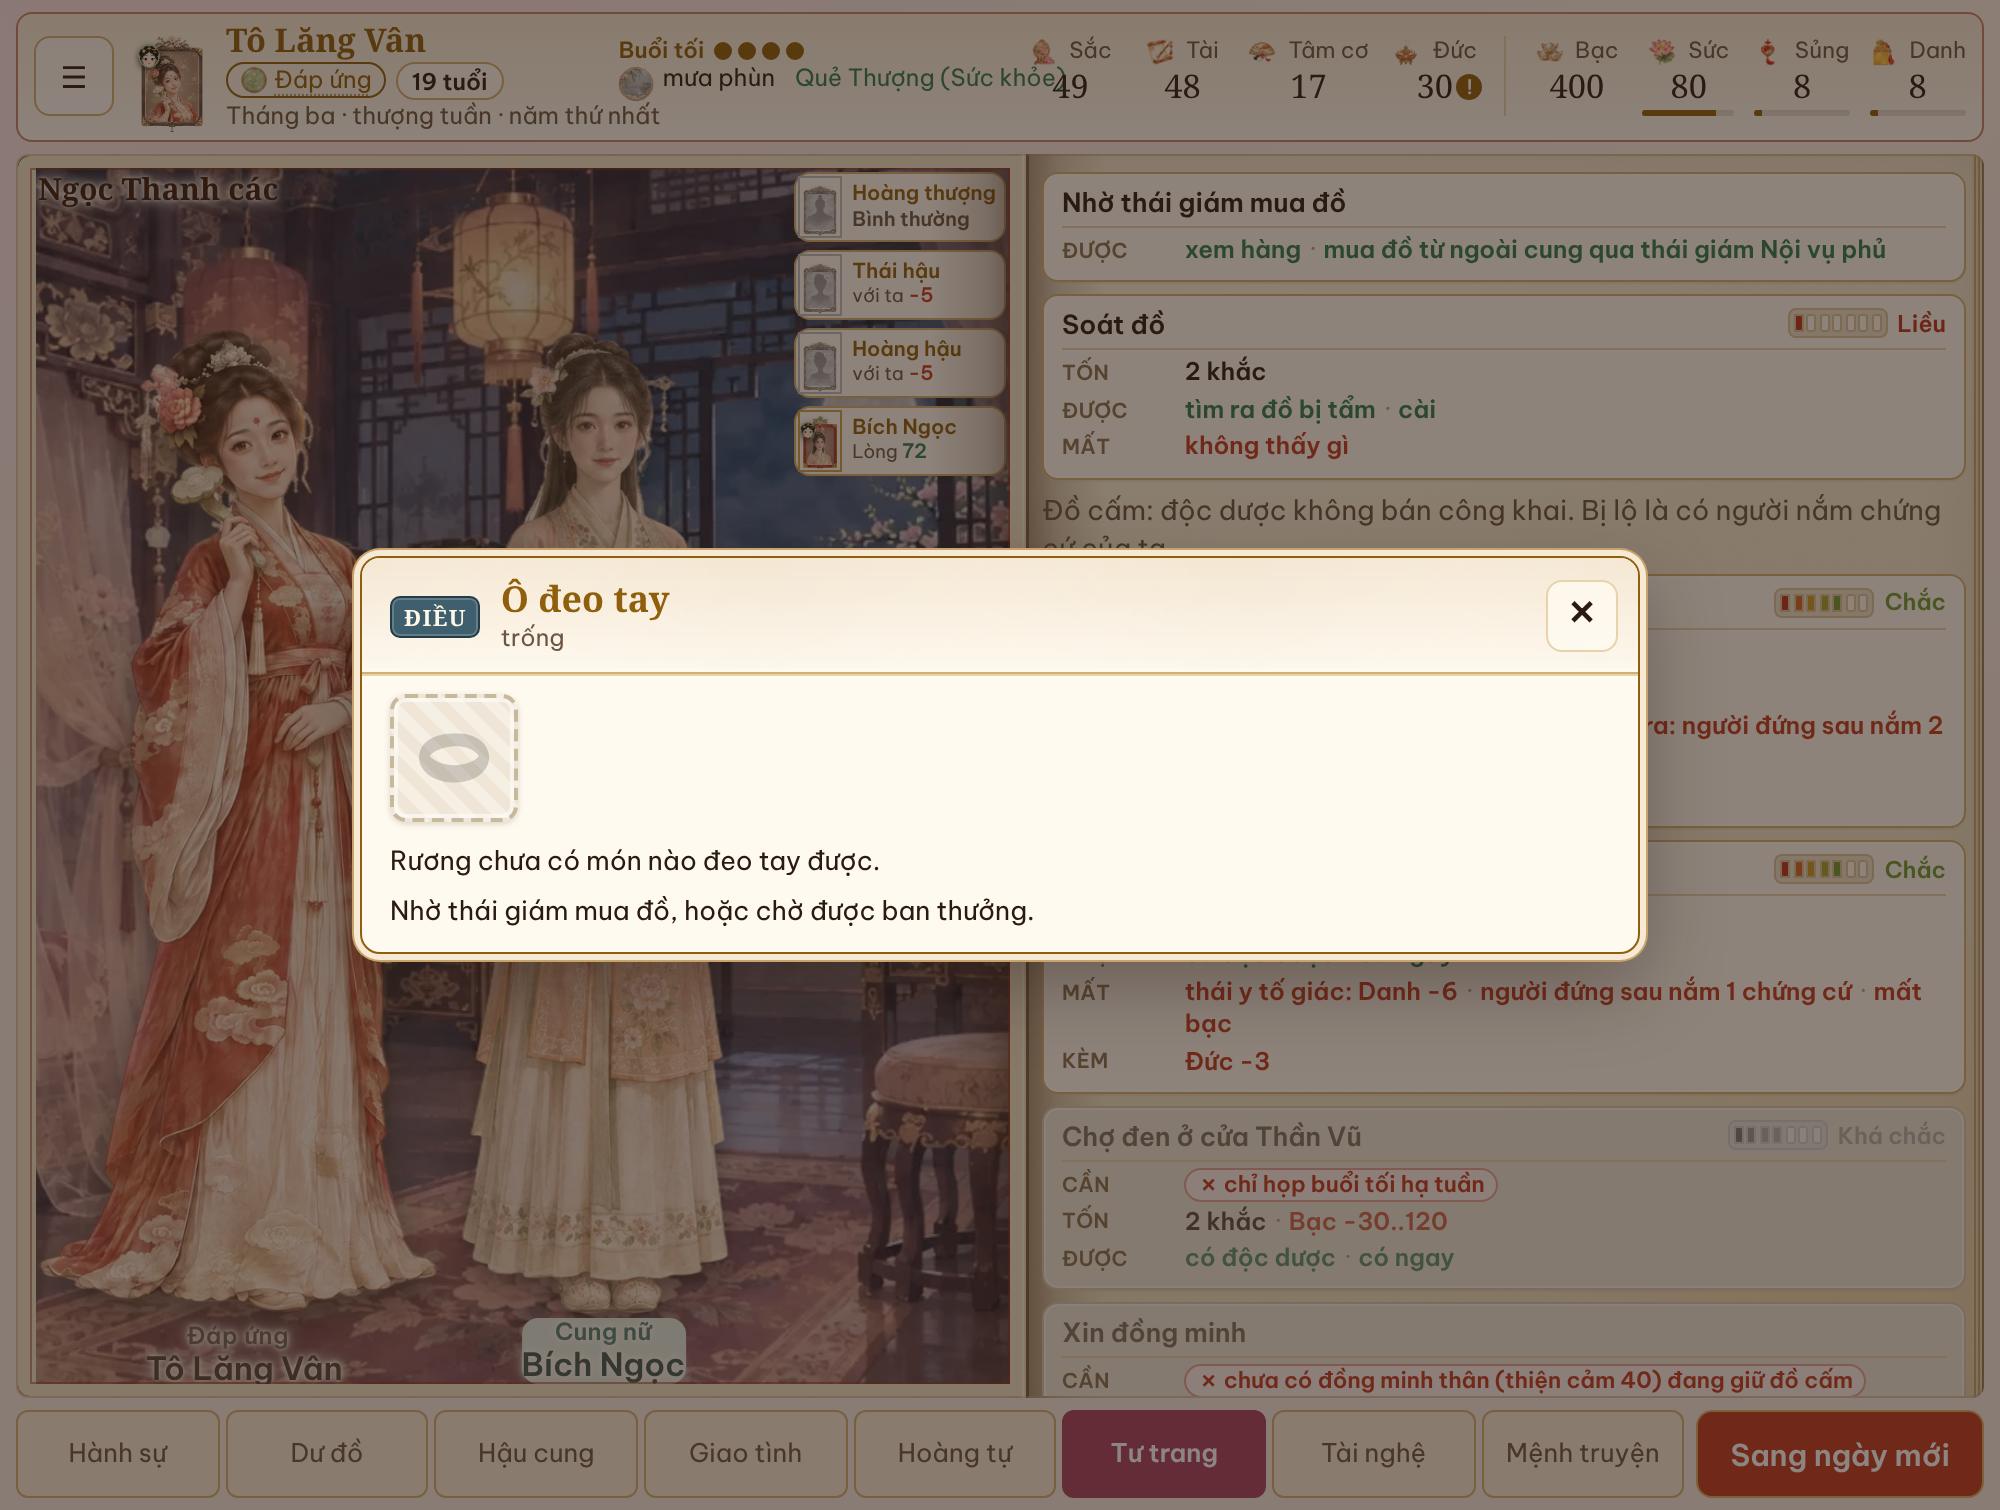 ☰
Tô Lăng Vân
Đáp ứng
19 tuổi
Tháng ba · thượng tuần · năm thứ nhất
Buổi tối
mưa phùn Quẻ Thượng (Sức khỏe)
Sắc Tài Tâm cơ Đức Bạc Sức Sủng Danh
49 48 17 30 ! 400 80 8 8
Ngọc Thanh các
Hoàng thượng
Bình thường
Thái hậu
với ta -5
Hoàng hậu
với ta -5
Bích Ngọc
Lòng 72
Đáp ứng
Tô Lăng Vân
Cung nữ
Bích Ngọc
Nhờ thái giám mua đồ
ĐƯỢC xem hàng · mua đồ từ ngoài cung qua thái giám Nội vụ phủ
Soát đồ Liều
TỐN 2 khắc
ĐƯỢC tìm ra đồ bị tẩm · cài
MẤT không thấy gì
Đồ cấm: độc dược không bán công khai. Bị lộ là có người nắm chứng
cứ của ta
Chắc
ra: người đứng sau nắm 2
Chắc
MẤT thái y tố giác: Danh -6 · người đứng sau nắm 1 chứng cứ · mất
bạc
KÈM Đức -3
Chợ đen ở cửa Thần Vũ Khá chắc
CẦN × chỉ họp buổi tối hạ tuần
TỐN 2 khắc · Bạc -30..120
ĐƯỢC có độc dược · có ngay
Xin đồng minh
CẦN × chưa có đồng minh thân (thiện cảm 40) đang giữ đồ cấm
ĐIỀU
Ô đeo tay
trống
×
Rương chưa có món nào đeo tay được.
Nhờ thái giám mua đồ, hoặc chờ được ban thưởng.
Hành sự Dư đồ Hậu cung Giao tình Hoàng tự Tư trang Tài nghệ Mệnh truyện Sang ngày mới